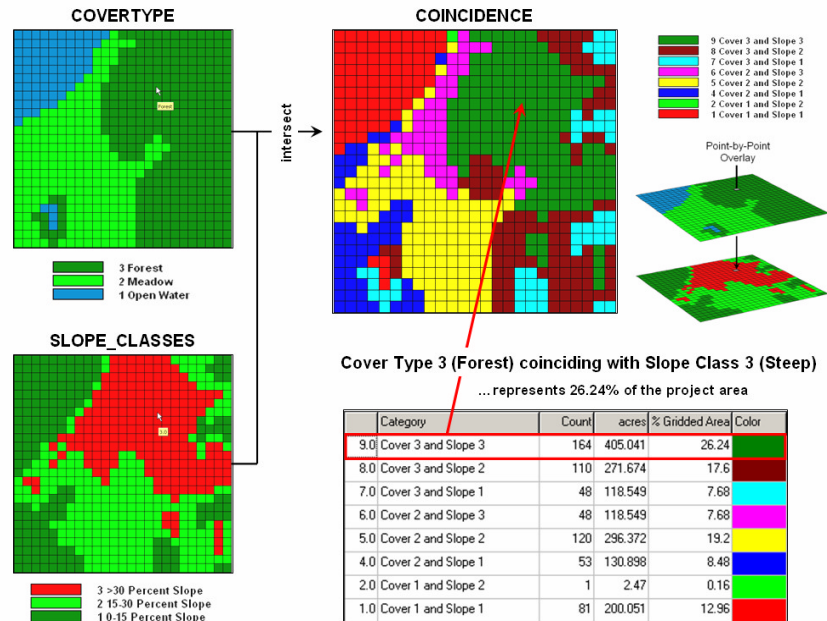 COVERTYPE
Forest
3 Forest
2 Meadow
1 Open Water
SLOPE_CLASSES
3.0
3 >30 Percent Slope
2 15-30 Percent Slope
1 0-15 Percent Slope
intersect
COINCIDENCE
9 Cover 3 and Slope 3
8 Cover 3 and Slope 2
7 Cover 3 and Slope 1
6 Cover 2 and Slope 3
5 Cover 2 and Slope 2
4 Cover 2 and Slope 1
2 Cover 1 and Slope 2
1 Cover 1 and Slope 1
Point-by-Point
Overlay
Cover Type 3 (Forest) coinciding with Slope Class 3 (Steep)
...represents 26.24% of the project area
Category Count acres % Gridded Area Color
9.0 Cover 3 and Slope 3 164 405.041 26.24
8.0 Cover 3 and Slope 2 110 271.674 17.6
7.0 Cover 3 and Slope 1 48 118.549 7.68
6.0 Cover 2 and Slope 3 48 118.549 7.68
5.0 Cover 2 and Slope 2 120 296.372 19.2
4.0 Cover 2 and Slope 1 53 130.898 8.48
2.0 Cover 1 and Slope 2 1 2.47 0.16
1.0 Cover 1 and Slope 1 81 200.051 12.96